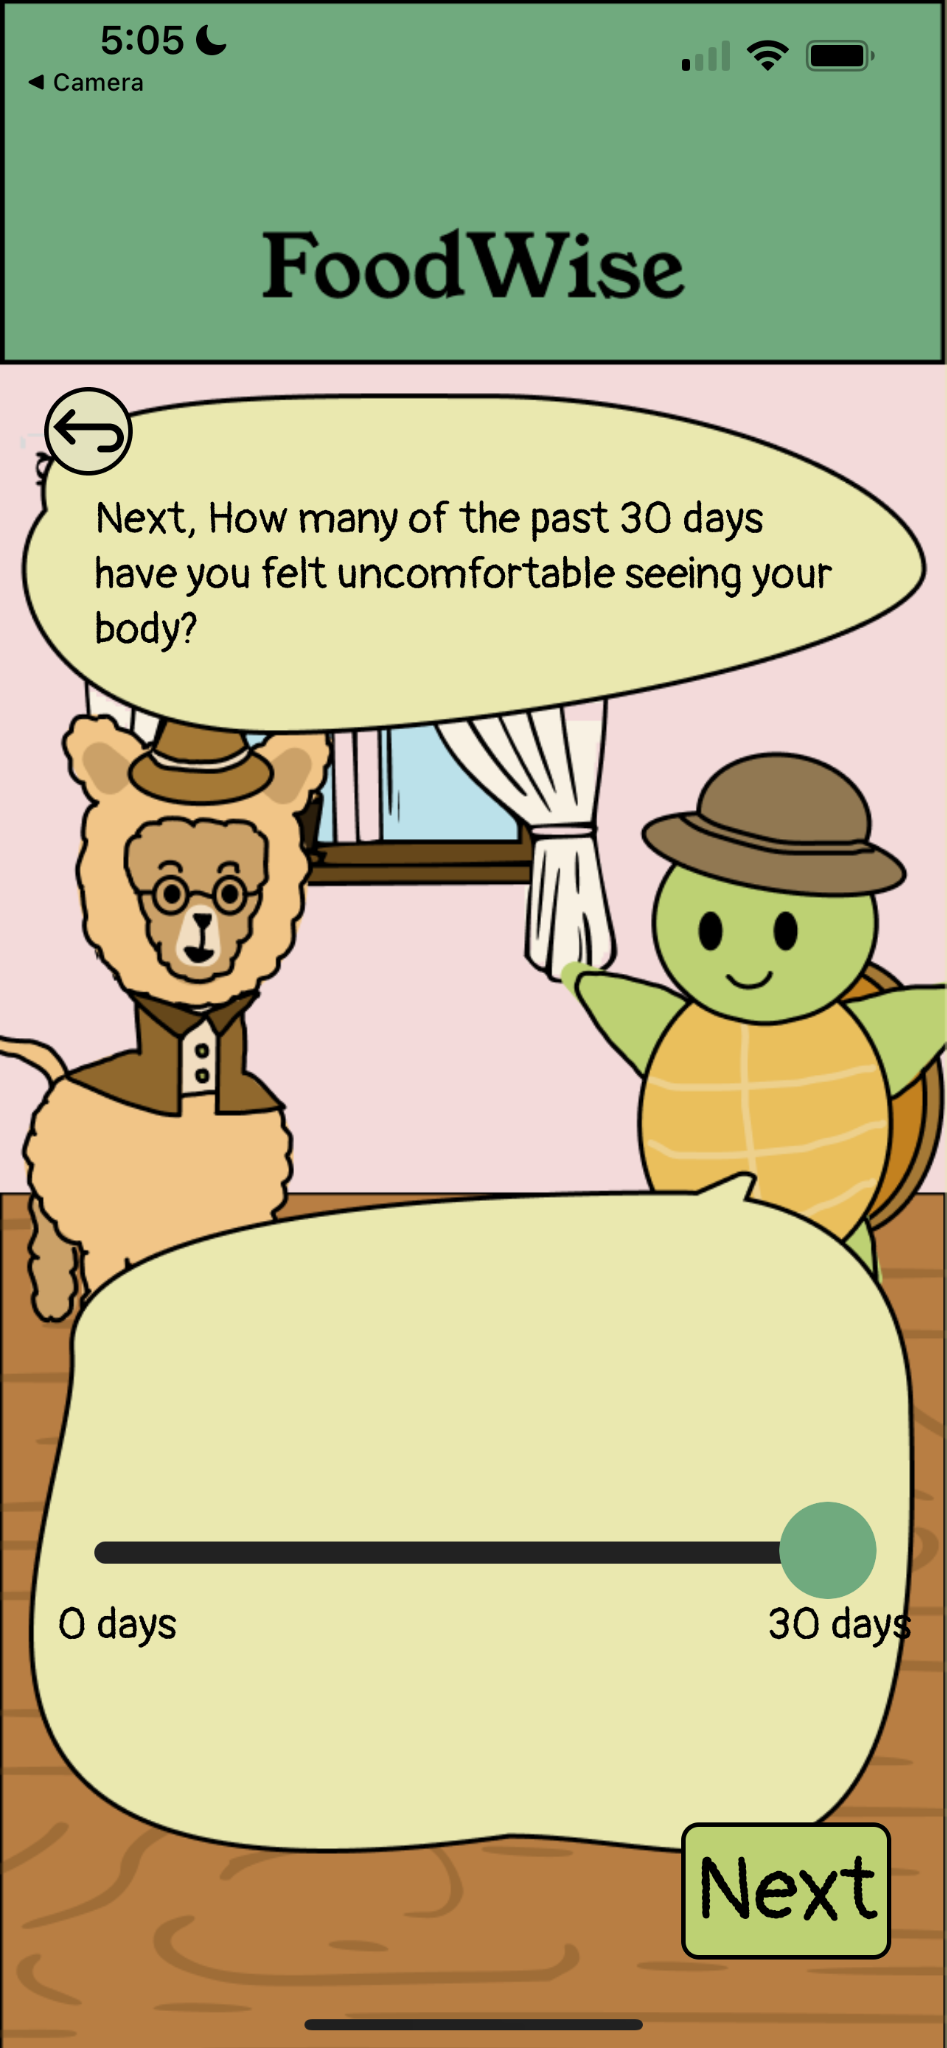 5:05
Camera
FoodWise
Next, How many of the past 30 days
have you felt uncomfortable seeing your
body?
0 days
30 days
Next